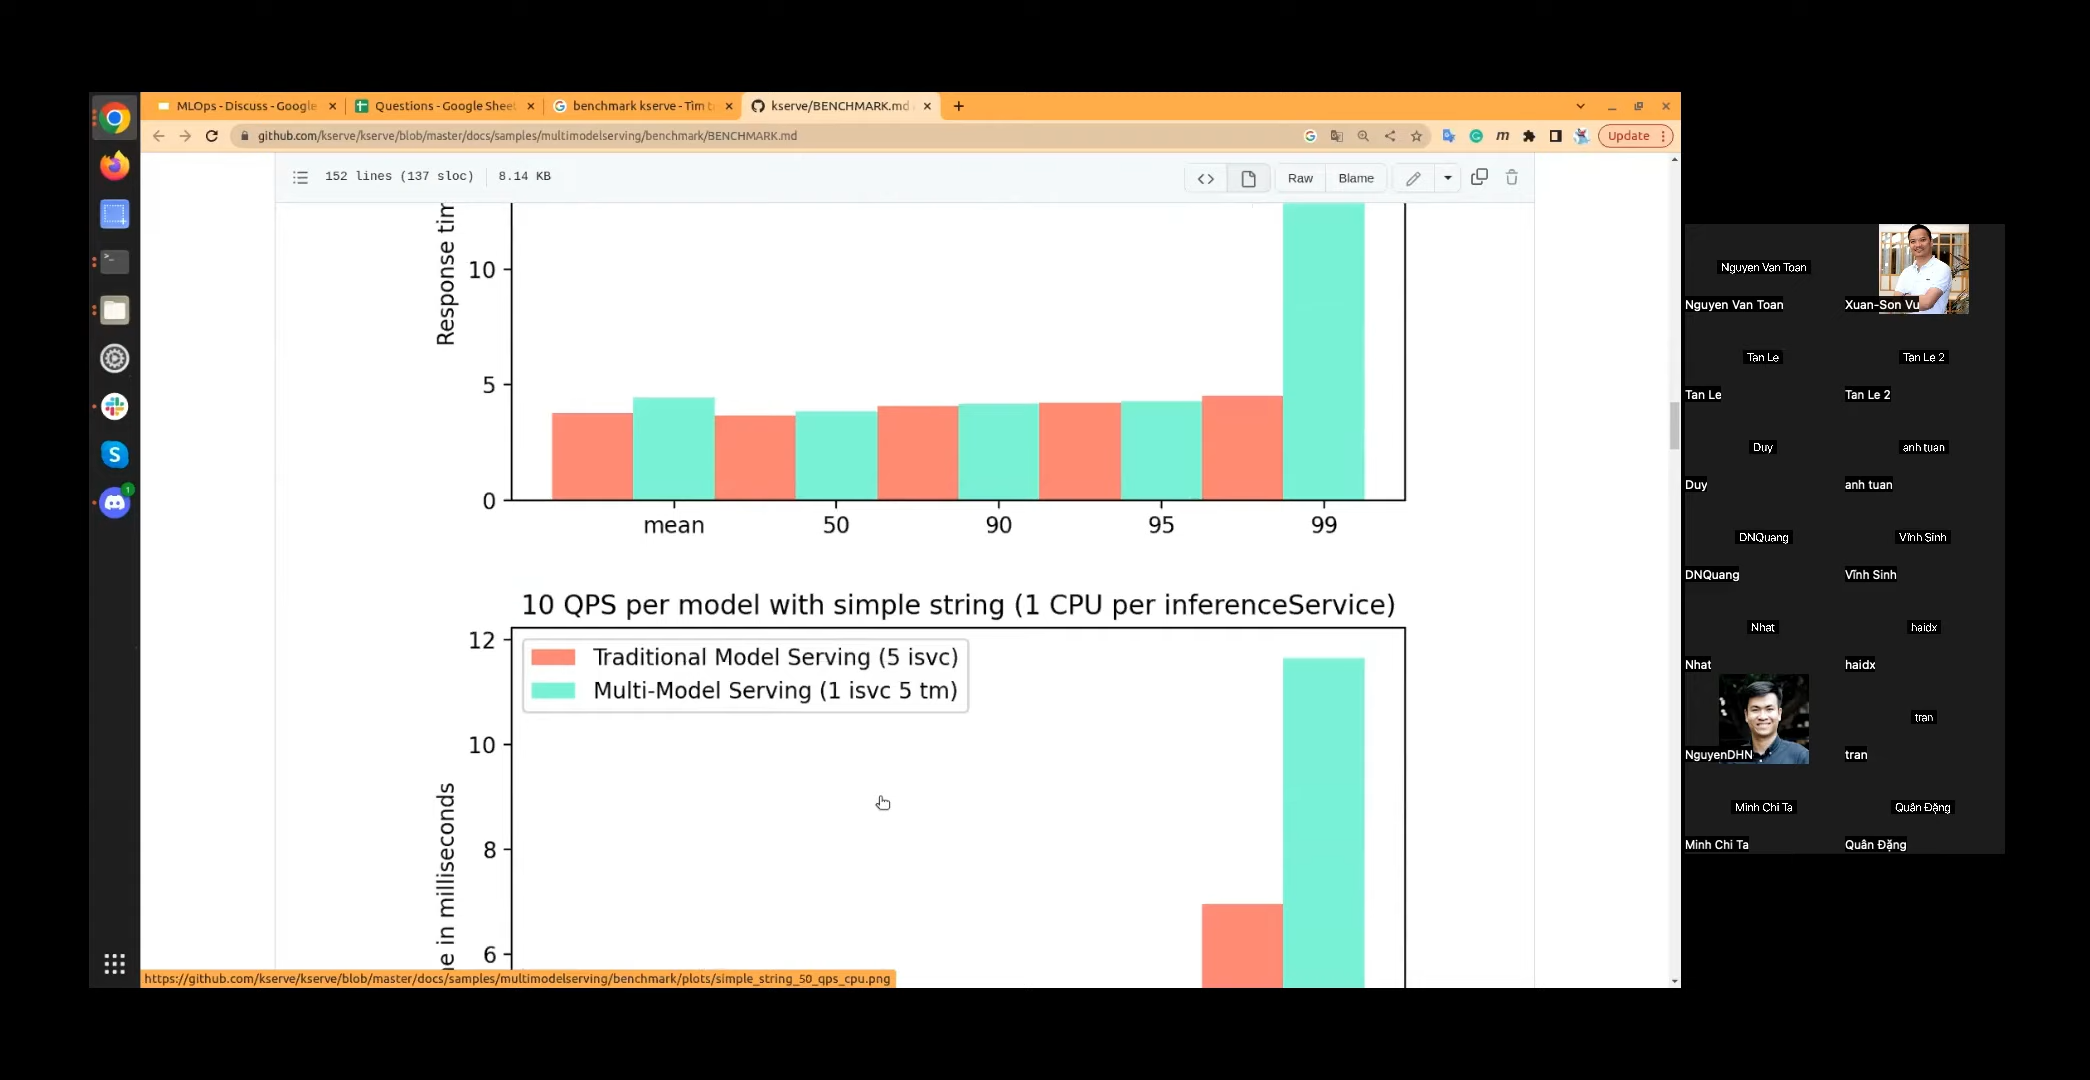 MLOps - Discuss - Google
Questions - Google Sheet
benchmark kserve - Tìm t
kserve/BENCHMARK.md
github.com/kserve/kserve/blob/master/docs/samples/multimodelserving/benchmark/BENCHMARK.md
Update
152 lines (137 sloc) 8.14 KB
Raw Blame
Response tim
10
5
0
mean 50 90 95 99
10 QPS per model with simple string (1 CPU per inferenceService)
12
10
8
6
Traditional Model Serving (5 isvc)
Multi-Model Serving (1 isvc 5 tm)
e in milliseconds
https://github.com/kserve/kserve/blob/master/docs/samples/multimodelserving/benchmark/plots/simple_string_50_qps_cpu.png
Nguyen Van Toan
Nguyen Van Toan
Xuan-Son Vu
Tan Le
Tan Le 2
Tan Le
Tan Le 2
Duy
anh tuan
Duy
anh tuan
DNQuang
Vĩnh Sinh
DNQuang
Vĩnh Sinh
Nhat
haidx
Nhat
haidx
tran
NguyenDHN
tran
Minh Chi Ta
Quân Đặng
Minh Chi Ta
Quân Đặng